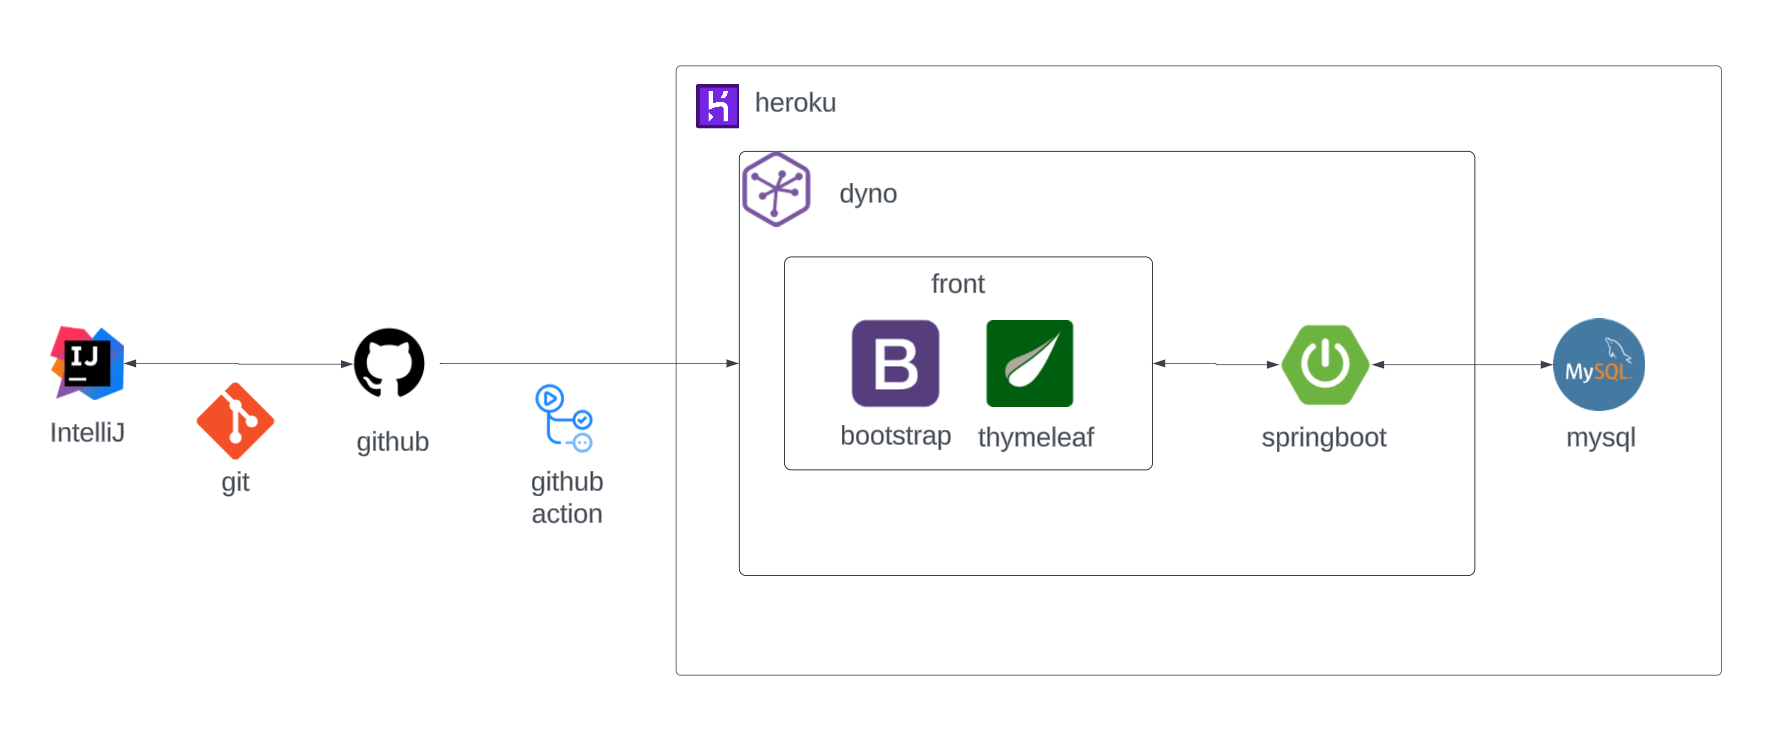 heroku
dyno
front
IJ
B
MySQL
IntelliJ
git
github
github
action
bootstrap
thymeleaf
springboot
mysql